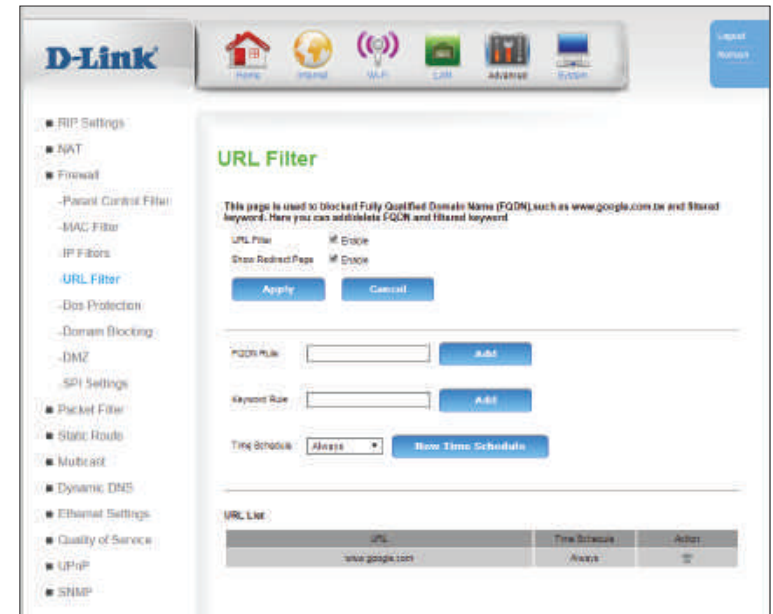 D-Link
Home
Internet
Wi-Fi
LAN
Advanced
System
Logout
Refresh
RIP Settings
NAT
Firewall
-Parent Control Filter
-MAC Filter
-IP Filters
-URL Filter
-Dos Protection
-Domain Blocking
-DMZ
-SPI Settings
Packet Filter
Static Route
Multicast
Dynamic DNS
Ethernet Settings
Quality of Service
UPnP
SNMP
URL Filter
This page is used to blocked Fully Qualified Domain Name (FQDN),such as www.google.com.tw and filtered
keyword. Here you can add/delete FQDN and filtered keyword
URL Filter Enable
Show Redirect Page Enable
Apply Cancel
FQDN Rule Add
Keyword Rule Add
Time Schedule Always New Time Schedule
URL List
URL Time Schedule Action
www.google.com Always